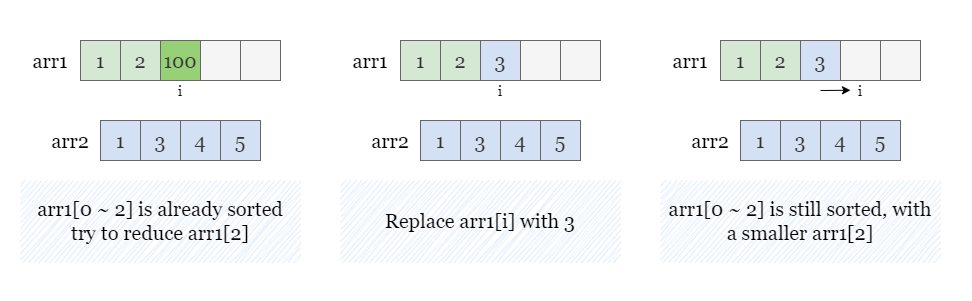 arr1 1 2 100
i
arr2 1 3 4 5
arr1[0 ~ 2] is already sorted
try to reduce arr1[2]
arr1 1 2 3
i
arr2 1 3 4 5
Replace arr1[i] with 3
arr1 1 2 3
i
arr2 1 3 4 5
arr1[0 ~ 2] is still sorted, with
a smaller arr1[2]